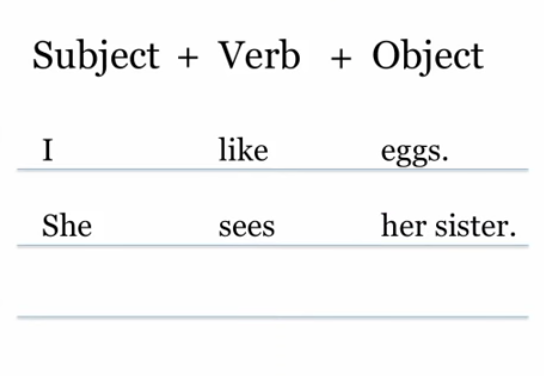 Subject + Verb + Object
I like eggs.
She sees her sister.